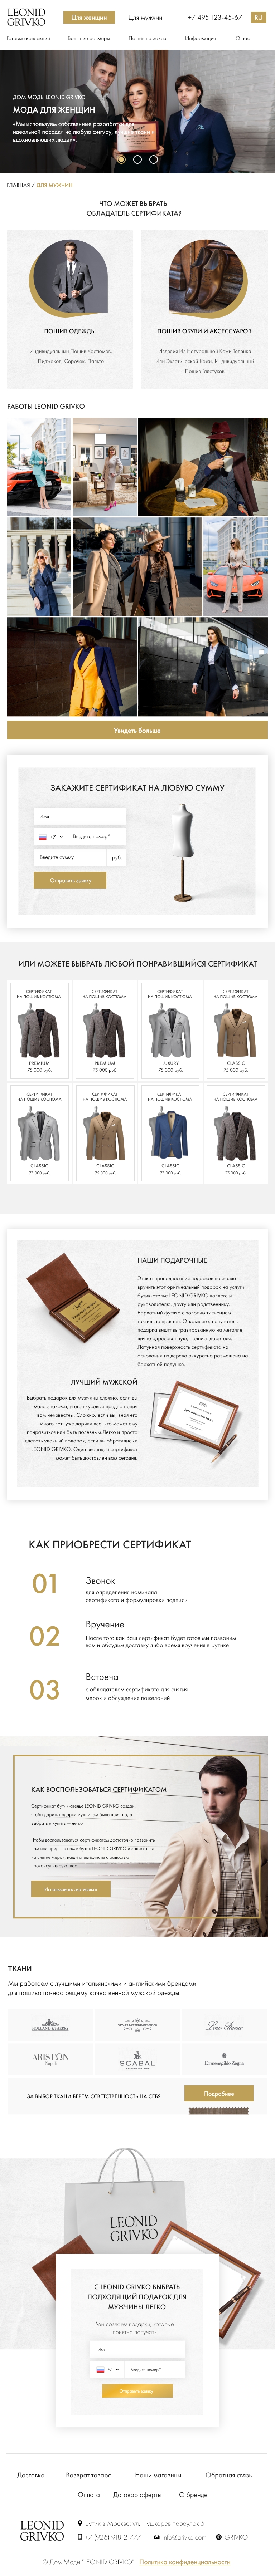 LEONID
GRIVKO
Для женщин
Для мужчин
+7 495 123-45-67
RU
Готовые коллекции
Большие размеры
Пошив на заказ
Информация
О нас
ДОМ МОДЫ LEONID GRIVKO
МОДА ДЛЯ ЖЕНЩИН
«Мы используем собственные разработки для
идеальной посадки на любую фигуру,
вдохновляющих людей».
ГЛАВНАЯ / ДЛЯ МУЖЧИН
ЧТО МОЖЕТ ВЫБРАТЬ
ОБЛАДАТЕЛЬ СЕРТИФИКАТА?
ПОШИВ ОДЕЖДЫ
Индивидуальный Пошив Костюмов,
Пиджаков, Сорочек, Пальто
ПОШИВ ОБУВИ И АКСЕССУАРОВ
Изделия Из Натуральной Кожи Теленка
Или Экзотической Кожи, Индивидуальный
Пошив Галстуков
РАБОТЫ LEONID GRIVKO
Увидеть больше
ЗАКАЖИТЕ СЕРТИФИКАТ НА ЛЮБУЮ СУММУ
Имя
+7
Введите номер*
Введите сумму
руб.
Отправить заявку
ИЛИ МОЖЕТЕ ВЫБРАТЬ ЛЮБОЙ ПОНРАВИВШИЙСЯ СЕРТИФИКАТ
СЕРТИФИКАТ
НА ПОШИВ КОСТЮМА
PREMIUM
75 000 руб.
СЕРТИФИКАТ
НА ПОШИВ КОСТЮМА
PREMIUM
75 000 руб.
СЕРТИФИКАТ
НА ПОШИВ КОСТЮМА
LUXURY
75 000 руб.
СЕРТИФИКАТ
НА ПОШИВ КОСТЮМА
CLASSIC
75 000 руб.
СЕРТИФИКАТ
НА ПОШИВ КОСТЮМА
CLASSIC
75 000 руб.
СЕРТИФИКАТ
НА ПОШИВ КОСТЮМА
CLASSIC
75 000 руб.
СЕРТИФИКАТ
НА ПОШИВ КОСТЮМА
CLASSIC
75 000 руб.
СЕРТИФИКАТ
НА ПОШИВ КОСТЮМА
CLASSIC
75 000 руб.
НАШИ ПОДАРОЧНЫЕ
Этикет преподнесения подарков позволяет
вручить этот оригинальный подарок на услуги
бутик-ателье LEONID GRIVKO коллеге и
руководителю, другу или родственнику.
Бархатный футляр с золотым тиснением
тактильно приятен. Открыв его, получатель
подарка видит выгравированную на металле,
лично адресованную, подпись дарителя.
Латунная поверхность сертификата на
основании из дерева аккуратно размещена на
бархатной подушке.
ЛУЧШИЙ МУЖСКОЙ
Выбрать подарок для мужчины сложно, если вы
мало знакомы, и его вкусовые предпочтения
вам неизвестны. Сложно, если вы, зная его
много лет, уже дарили все, что может ему
понравиться или быть полезным.Легко и просто
сделать удачный подарок, если вы обратились в
LEONID GRIVKO. Один звонок, и сертификат
может быть доставлен вам сегодня.
КАК ПРИОБРЕСТИ СЕРТИФИКАТ
01
Звонок
для определения номинала
сертификата и формулировки подписи
02
Вручение
После того как Ваш сертификат будет готов мы позвоним
вам и обсудим доставку либо время вручения в Бутике
03
Встреча
с обладателем сертификата для снятия
мерок и обсуждения пожеланий
КАК ВОСПОЛЬЗОВАТЬСЯ СЕРТИФИКАТОМ
Сертификат бутик-ателье LEONID GRIVKO создан,
чтобы дарить подарки мужчинам было приятно, а
выбрать и купить — легко
Чтобы воспользоваться сертификатом достаточно позвонить
нам или придти к нам в бутик LEONID GRIVKO и записаться
на снятие мерок, наши специалисты с радостью
проконсультируют вас
Использовать сертификат
ТКАНИ
Мы работаем с лучшими итальянскими и английскими брендами
для пошива по-настоящему качественной мужской одежды.
HOLLAND & SHERRY
VITALE BARBERIS CANONICO
Loro Piana
ARISTON
Napoli
SCABAL
Ermenegildo Zegna
ЗА ВЫБОР ТКАНИ БЕРЕМ ОТВЕТСТВЕННОСТЬ НА СЕБЯ
Подробнее
LEONID
GRIVKO
С LEONID GRIVKO ВЫБРАТЬ
ПОДХОДЯЩИЙ ПОДАРОК ДЛЯ
МУЖЧИНЫ ЛЕГКО
Мы создаем подарки, которые
приятно получать
Имя
+7
Введите номер*
Отправить заявку
Доставка
Возврат товара
Наши магазины
Обратная связь
Оплата
Договор оферты
О бренде
LEONID
GRIVKO
Бутик в Москве: ул. Пушкарев переулок 5
+7 (926) 918-2-777
info@grivko.com
GRIVKO
© Дом Моды "LEONID GRIVKO"
Политика конфиденциальности